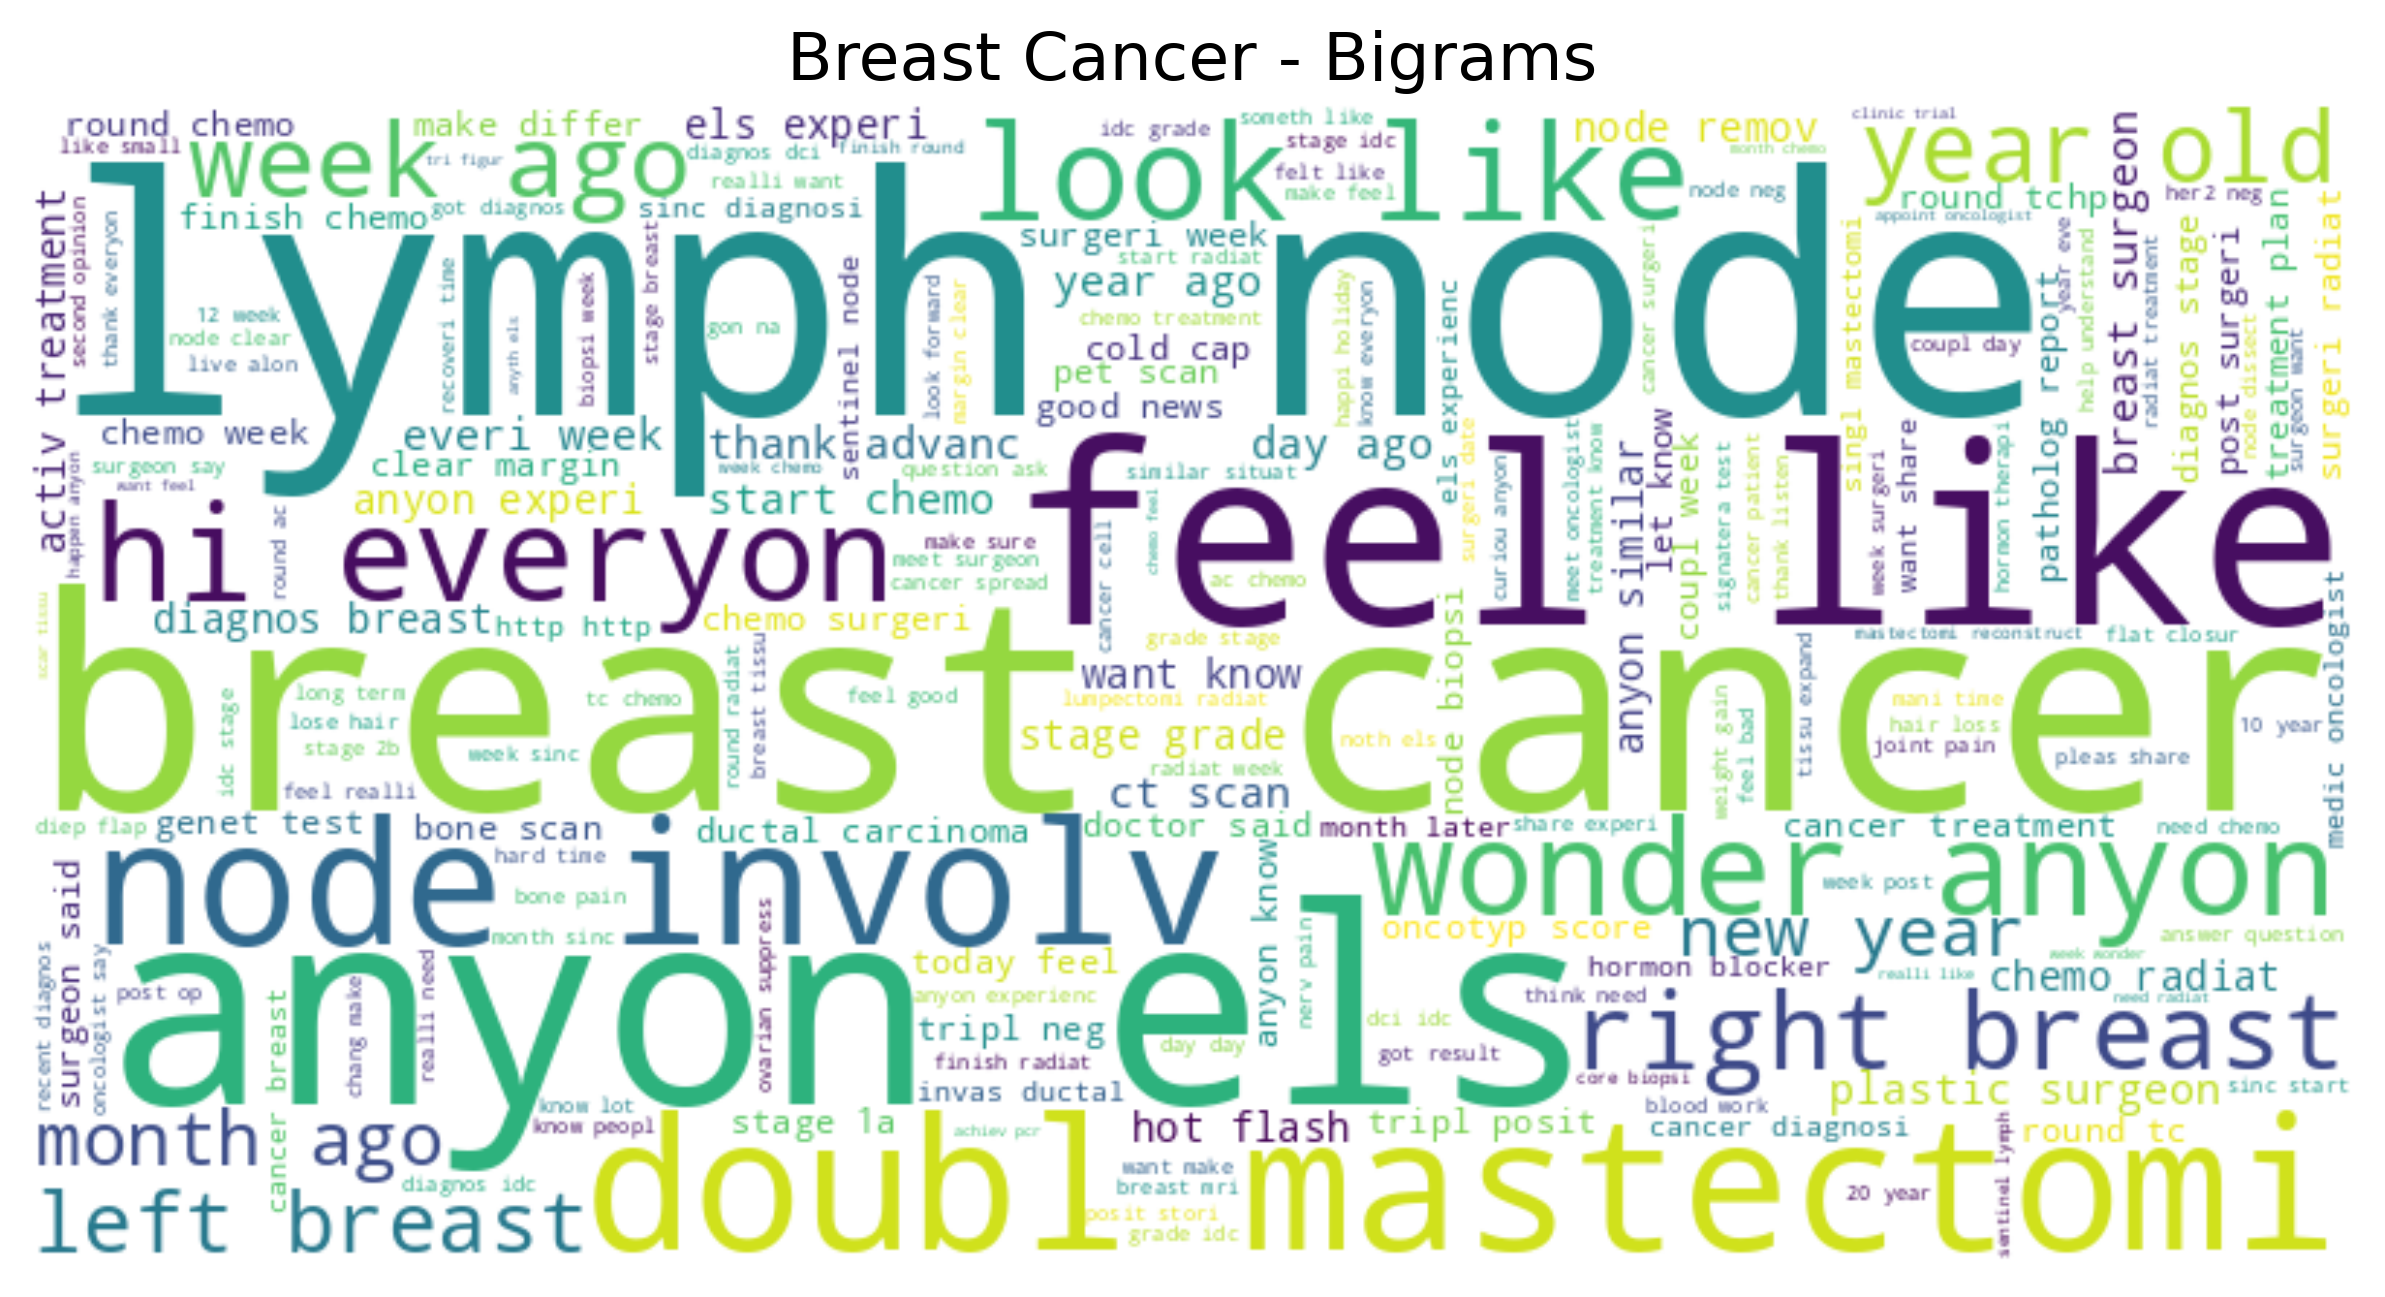 Breast Cancer - Bigrams
round chemo
make differ
els experi
someth like
idc grade
stage idc
node remov
clinic trial
year old
like small
week ago
tri figur
diagnos dci
finish round
look like
felt like
month chemo
realli want
make feel
node neg
round tchp
her2 neg
breast surgeon
lymph node
finish chemo
got diagnos
sinc diagnosi
surgeri week
start radiat
appoint oncologist
year eve
activ treatment
second opinion
thank everyon
recoveri time
biopsi week
stage breast
sentinel node
look forward
margin clear
year ago
happi holiday
know everyon
els experienc
cancer surgeri
singl mastectomi
patholog report
help understand
radiat treatment
diagnos stage
post surgeri
node dissect
treatment plan
surgeon want
surgeri radiat
12 week
node clear
live alon
anyth els
gon na
chemo treatment
cold cap
pet scan
good news
coupl day
chemo week
everi week
thank advanc
day ago
surgeon say
clear margin
week chemo
question ask
similar situat
want feel
anyon experi
start chemo
feel like
happen anyon
round ac
hi everyon
make sure
meet surgeon
cancer spread
cancer cell
chemo feel
ac chemo
surgeri date
curiou anyon
meet oncologist
treatment know
anyon similar
let know
coupl week
signatera test
cancer patient
thank listen
week surgeri
want share
hormon therapi
medic oncologist
diagnos breast
http http
chemo surgeri
grade stage
mastectomi reconstruct
flat closur
scar tissu
breast cancer
want know
lumpectomi radiat
node biopsi
idc stage
long term
lose hair
stage 2b
tc chemo
round radiat
breast tissu
feel good
week sinc
stage grade
noth els
radiat week
weight gain
feel bad
tissu expand
mani time
hair loss
joint pain
10 year
pleas share
feel realli
ct scan
diep flap
genet test
bone scan
ductal carcinoma
doctor said
month later
share experi
cancer treatment
need chemo
node involv
hard time
wonder anyon
week post
bone pain
month sinc
anyon know
nerv pain
oncotyp score
new year
week wonder
answer question
surgeon said
recent diagnos
oncologist say
anyon els
post op
cancer breast
chang make
realli need
ovarian suppress
today feel
anyon experienc
tripl neg
finish radiat
invas ductal
day day
hormon blocker
realli like
chemo radiat
think need
need radiat
dci idc
got result
right breast
core biopsi
plastic surgeon
sinc start
blood work
know lot
know peopl
stage 1a
achiev pcr
hot flash
tripl posit
cancer diagnosi
round tc
month ago
doubl mastectomi
want make
breast mri
diagnos idc
left breast
posit stori
grade idc
20 year
sentinel lymph